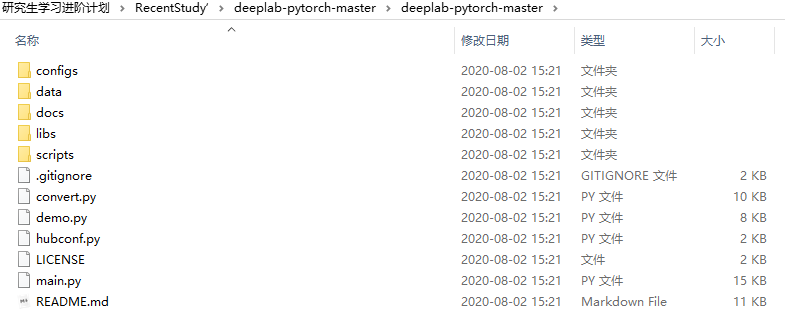 研究生学习进阶计划 > RecentStudy' > deeplab-pytorch-master > deeplab-pytorch-master >
名称 修改日期 类型 大小
configs 2020-08-02 15:21 文件夹
data 2020-08-02 15:21 文件夹
docs 2020-08-02 15:21 文件夹
libs 2020-08-02 15:21 文件夹
scripts 2020-08-02 15:21 文件夹
.gitignore 2020-08-02 15:21 GITIGNORE 文件 2 KB
convert.py 2020-08-02 15:21 PY 文件 10 KB
demo.py 2020-08-02 15:21 PY 文件 8 KB
hubconf.py 2020-08-02 15:21 PY 文件 2 KB
LICENSE 2020-08-02 15:21 文件 2 KB
main.py 2020-08-02 15:21 PY 文件 15 KB
README.md 2020-08-02 15:21 Markdown File 11 KB